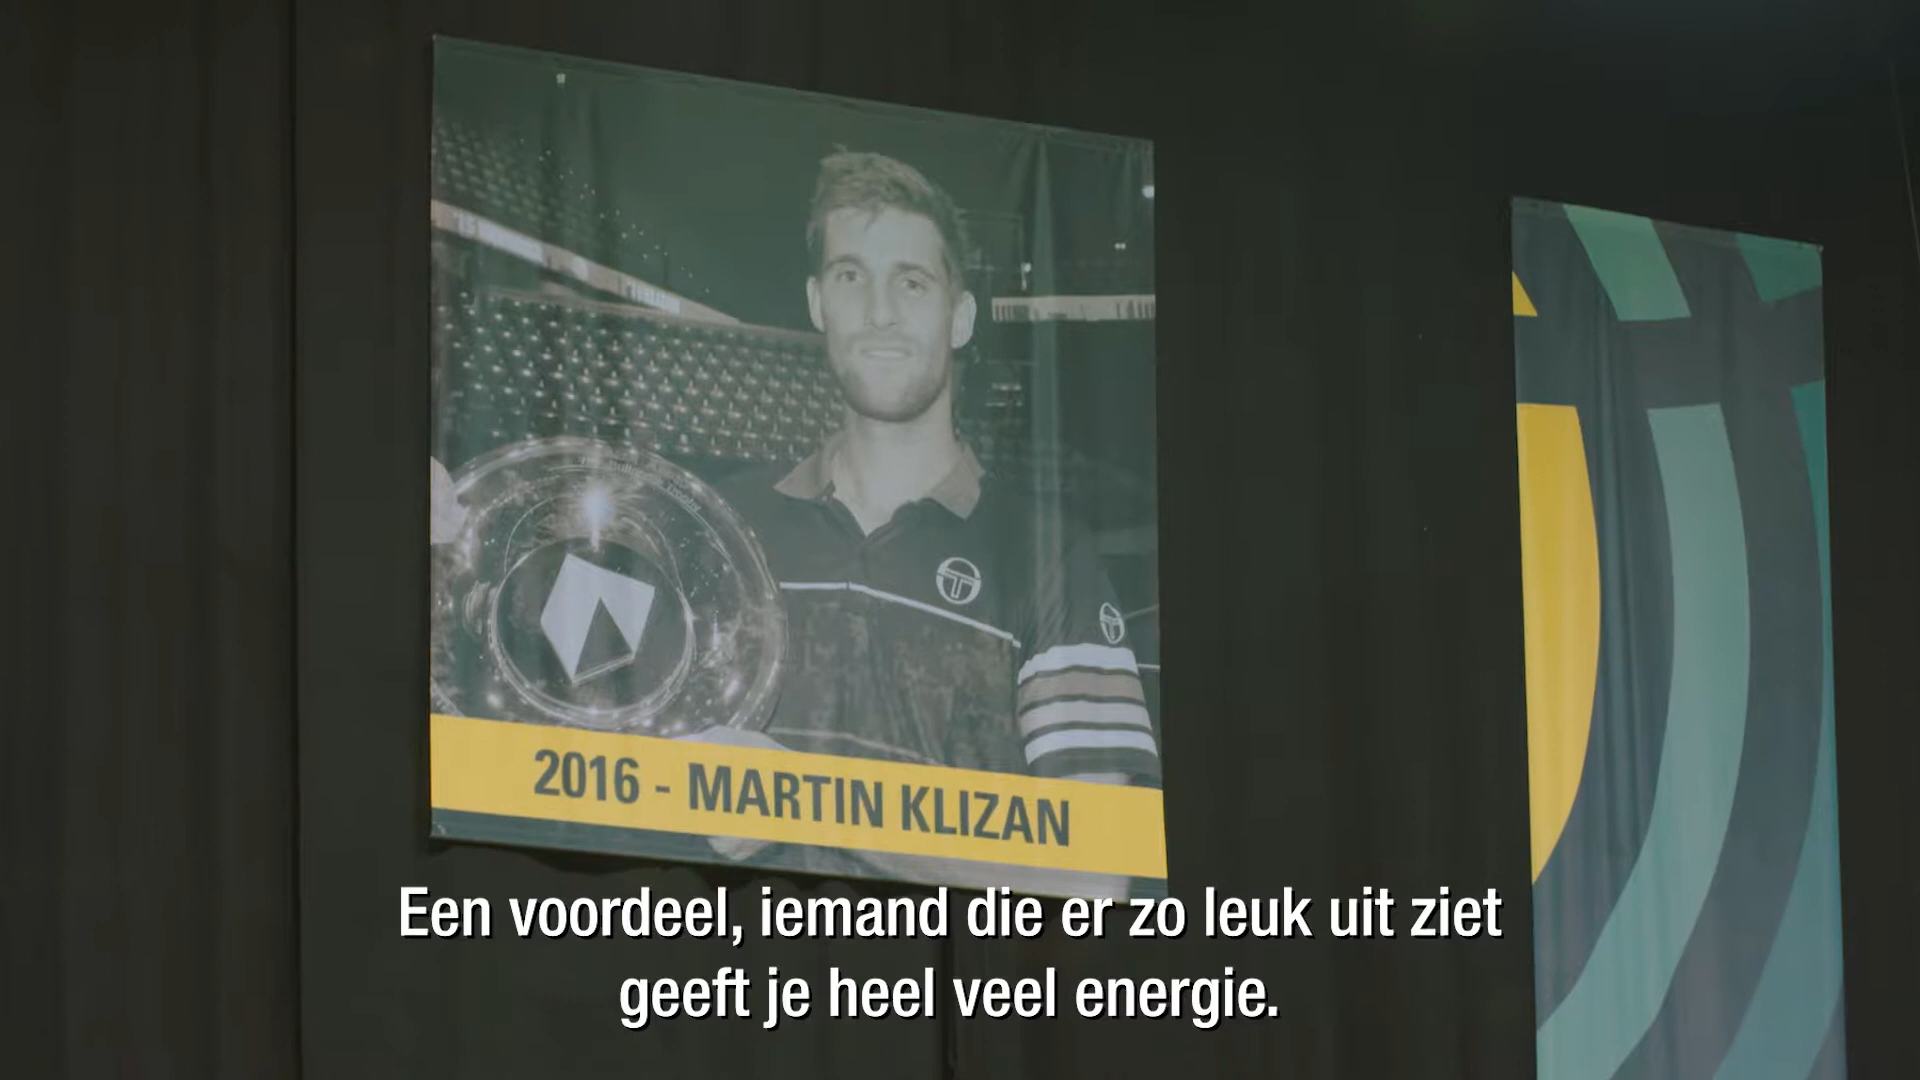 2016 - MARTIN KLIZAN
Een voordeel, iemand die er zo leuk uit ziet
geeft je heel veel energie.